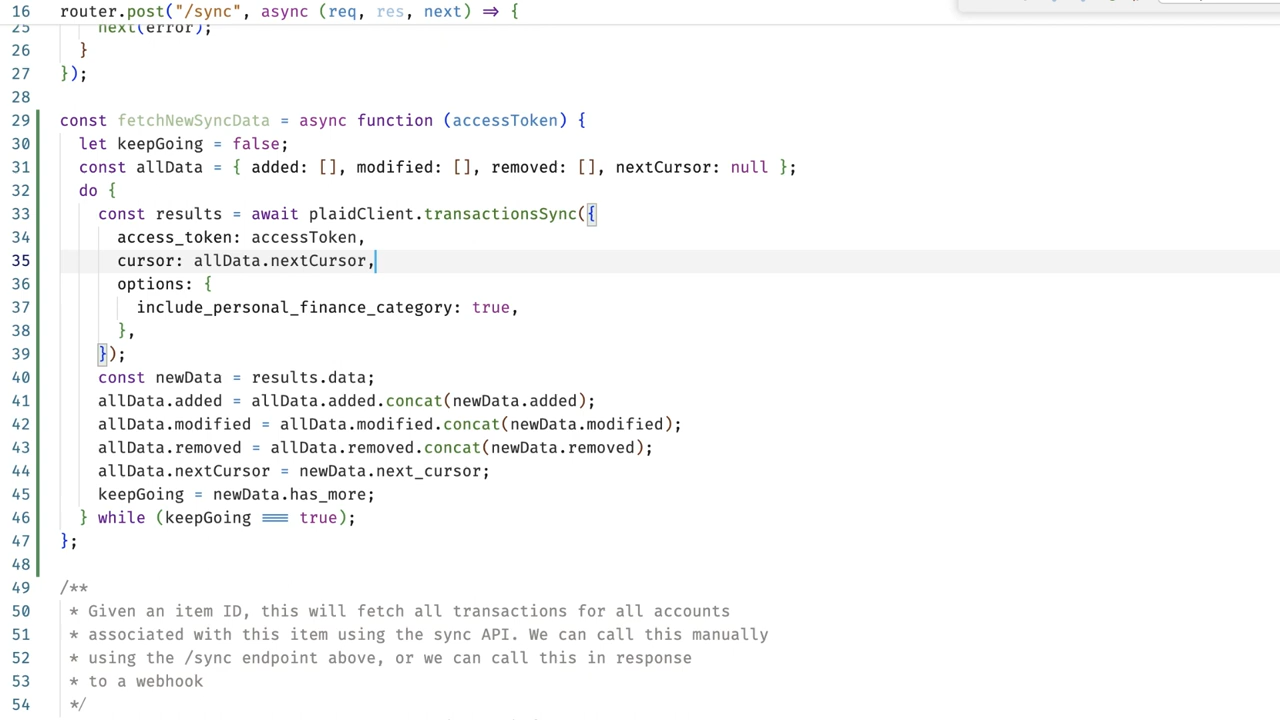 16 router.post("/sync", async (req, res, next) => {
25 next(error);
26 }
27 });
28
29 const fetchNewSyncData = async function (accessToken) {
30 let keepGoing = false;
31 const allData = { added: [], modified: [], removed: [], nextCursor: null };
32 do {
33 const results = await plaidClient.transactionsSync({
34 access_token: accessToken,
35 cursor: allData.nextCursor,
36 options: {
37 include_personal_finance_category: true,
38 },
39 });
40 const newData = results.data;
41 allData.added = allData.added.concat(newData.added);
42 allData.modified = allData.modified.concat(newData.modified);
43 allData.removed = allData.removed.concat(newData.removed);
44 allData.nextCursor = newData.next_cursor;
45 keepGoing = newData.has_more;
46 } while (keepGoing === true);
47 };
48
49 /**
50 * Given an item ID, this will fetch all transactions for all accounts
51 * associated with this item using the sync API. We can call this manually
52 * using the /sync endpoint above, or we can call this in response
53 * to a webhook
54 */